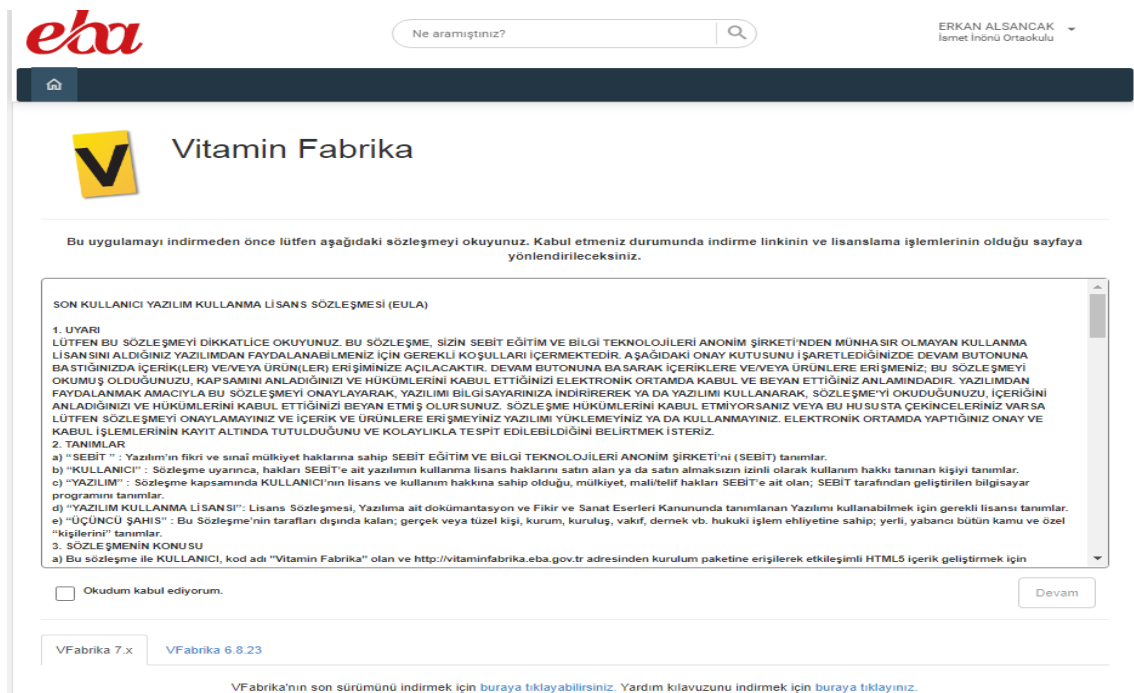 eba
Ne aramıştınız?
ERKAN ALSANCAK
İsmet İnönü Ortaokulu
V
Vitamin Fabrika
Bu uygulamayı indirmeden önce lütfen aşağıdaki sözleşmeyi okuyunuz. Kabul etmeniz durumunda indirme linkinin ve lisanslama işlemlerinin olduğu sayfaya
yönlendirileceksiniz.
SON KULLANICI YAZILIM KULLANMA LİSANS SÖZLEŞMESİ (EULA)
1. UYARI
LÜTFEN BU SÖZLEŞMEYİ DİKKATLİCE OKUYUNUZ. BU SÖZLEŞME, SİZİN SEBİT EĞİTİM VE BİLGİ TEKNOLOJİLERİ ANONİM ŞİRKETİ'NDEN MÜNHASIR OLMAYAN KULLANMA
LİSANSINI ALDIĞINIZ YAZILIMDAN FAYDALANABİLMENİZ İÇİN GEREKLİ KOŞULLARI İÇERMEKTEDİR. AŞAĞIDAKİ ONAY KUTUSUNU İŞARETLEDİĞİNİZDE DEVAM BUTONUNA
BASTIĞINIZDA İÇERİK(LER) VE/VEYA ÜRÜN(LER) ERİŞİMİNİZE AÇILACAKTIR. DEVAM BUTONUNA BASARAK İÇERİKLERE VE/VEYA ÜRÜNLERE ERİŞMENİZ; BU SÖZLEŞMEYİ
OKUMUŞ OLDUĞUNUZU, KAPSAMINI ANLADIĞINIZI VE HÜKÜMLERİNİ KABUL ETTİĞİNİZİ ELEKTRONİK ORTAMDA KABUL VE BEYAN ETTİĞİNİZ ANLAMINDADIR. YAZILIMDAN
FAYDALANMAK AMACIYLA BU SÖZLEŞMEYİ ONAYLAYARAK, YAZILIMI BİLGİSAYARINIZA İNDİRİREREK YA DA YAZILIMI KULLANARAK, SÖZLEŞME'Yİ OKUDUĞUNUZU, İÇERİĞİNİ
ANLADIĞINIZI VE HÜKÜMLERİNİ KABUL ETTİĞİNİZİ BEYAN ETMİŞ OLURSUNUZ. SÖZLEŞME HÜKÜMLERİNİ KABUL ETMİYORSANIZ VEYA BU HUSUSTA ÇEKİNCELERİNİZ VARSA
LÜTFEN SÖZLEŞMEYİ ONAYLAMAYINIZ VE İÇERİK VE ÜRÜNLERE ERİŞMEYİNİZ YAZILIMI YÜKLEMEYİNİZ YA DA KULLANMAYINIZ. ELEKTRONİK ORTAMDA YAPTIĞINIZ ONAY VE
KABUL İŞLEMLERİNİN KAYIT ALTINDA TUTULDUĞUNU VE KOLAYLIKLA TESPİT EDİLEBİLDİĞİNİ BELİRTMEK İSTERİZ.
2. TANIMLAR
a) "SEBİT " : Yazılım'ın fikri ve sınaî mülkiyet haklarına sahip SEBİT EĞİTİM VE BİLGİ TEKNOLOJİLERİ ANONİM ŞİRKETİ'ni (SEBİT) tanımlar.
b) "KULLANICI" : Sözleşme uyarınca, hakları SEBİT'e ait yazılımın kullanma lisans haklarını satın alan ya da satın almaksızın izinli olarak kullanım hakkı tanınan kişiyi tanımlar.
c) "YAZILIM" : Sözleşme kapsamında KULLANICI'nın lisans ve kullanım hakkına sahip olduğu, mülkiyet, mali/telif hakları SEBİT'e ait olan; SEBİT tarafından geliştirilen bilgisayar
programını tanımlar.
d) "YAZILIM KULLANMA LİSANSI": Lisans Sözleşmesi, Yazılıma ait dokümantasyon ve Fikir ve Sanat Eserleri Kanununda tanımlanan Yazılımı kullanabilmek için gerekli lisansı tanımlar.
e) "ÜÇÜNCÜ ŞAHIS" : Bu Sözleşme'nin tarafları dışında kalan; gerçek veya tüzel kişi, kurum, kuruluş, vakıf, dernek vb. hukuki işlem ehliyetine sahip; yerli, yabancı bütün kamu ve özel
"kişilerini" tanımlar.
3. SÖZLEŞMENİN KONUSU
a) Bu sözleşme ile KULLANICI, kod adı "Vitamin Fabrika" olan ve http://vitaminfabrika.eba.gov.tr adresinden kurulum paketine erişilerek etkileşimli HTML5 içerik geliştirmek için
Okudum kabul ediyorum.
Devam
VFabrika 7.x
VFabrika 6.8.23
VFabrika'nın son sürümünü indirmek için buraya tıklayabilirsiniz. Yardım kılavuzunu indirmek için buraya tıklayınız.